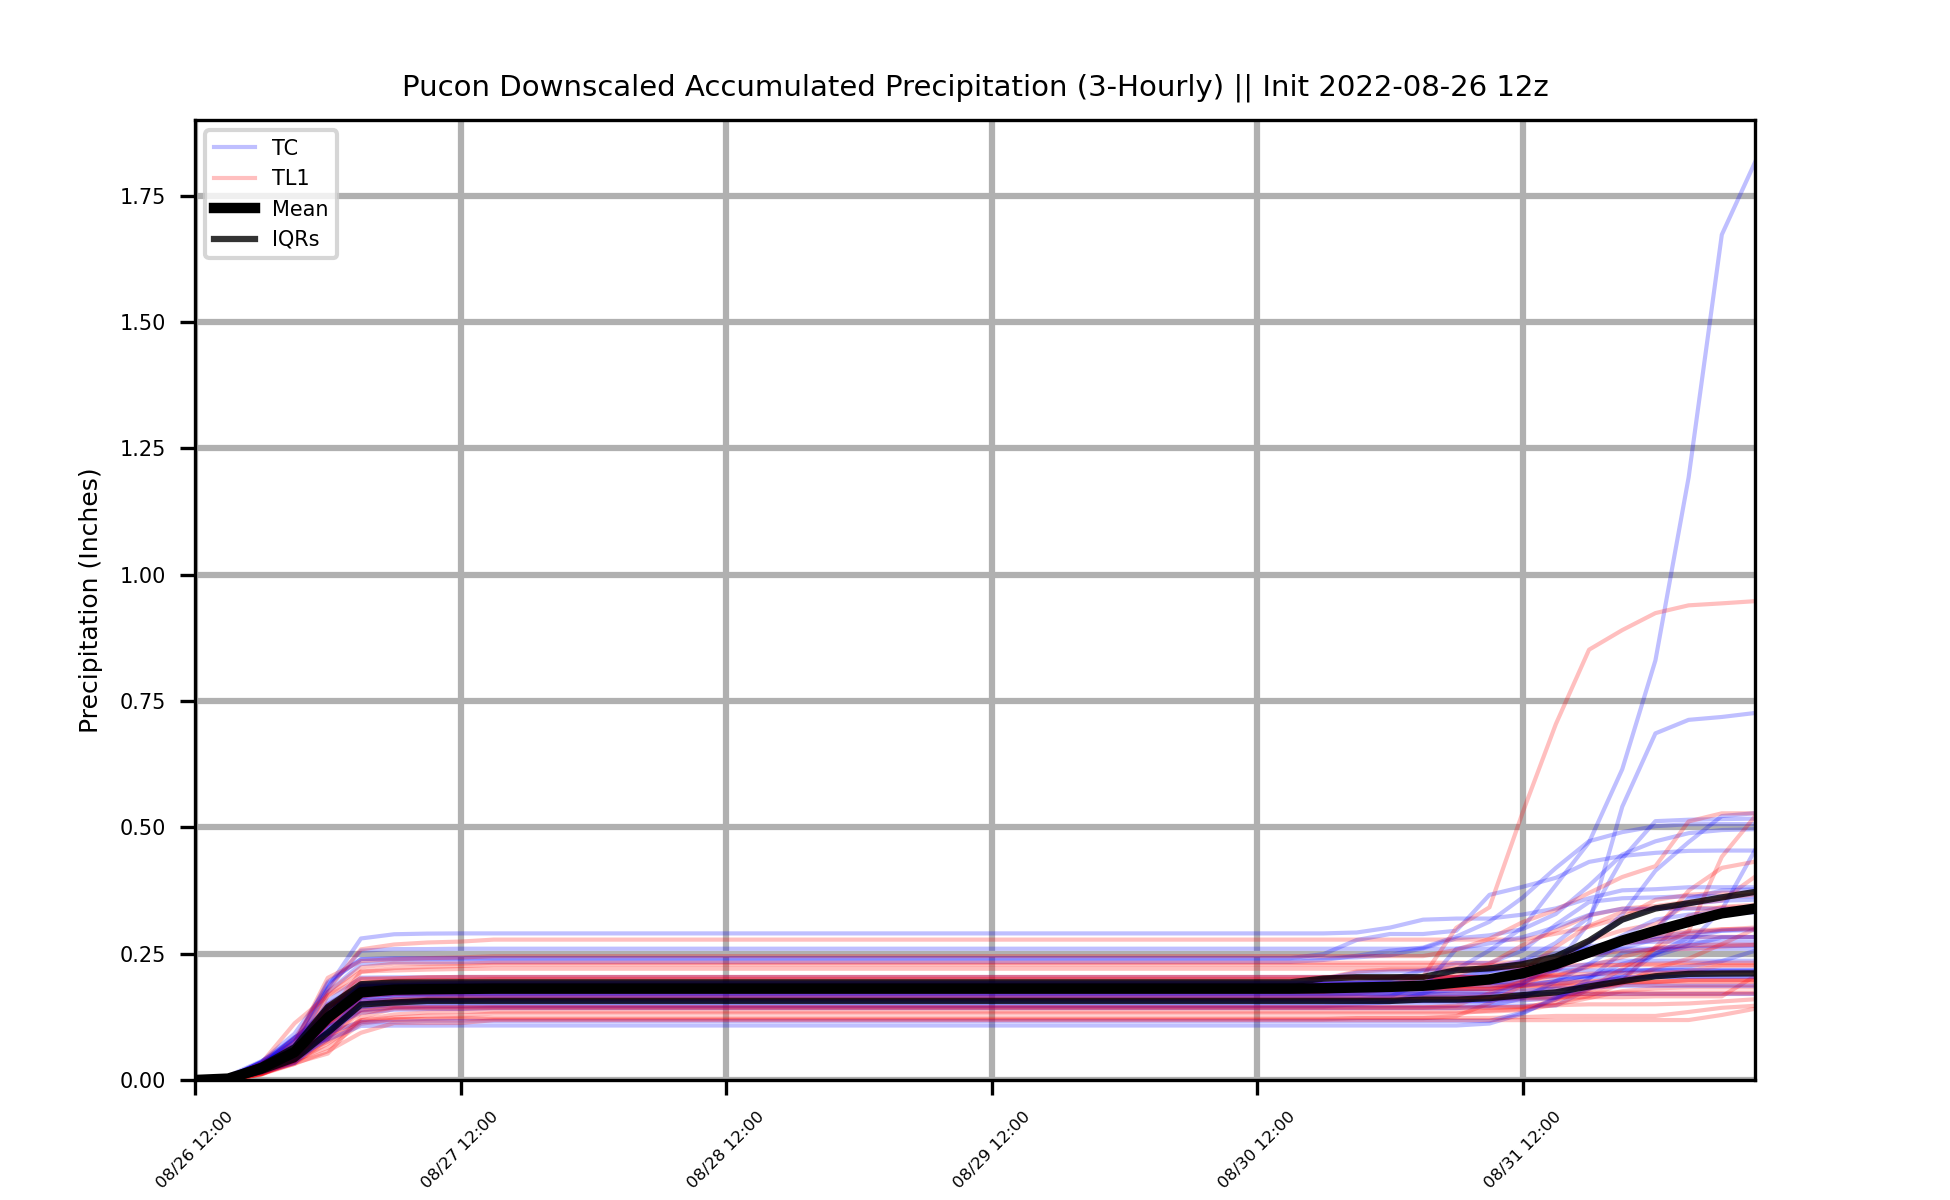 Pucon Downscaled Accumulated Precipitation (3-Hourly) || Init 2022-08-26 12z
TC
TL1
Mean
IQRs
Precipitation (Inches)
1.75
1.50
1.25
1.00
0.75
0.50
0.25
0.00
08/26 12:00
08/27 12:00
08/28 12:00
08/29 12:00
08/30 12:00
08/31 12:00